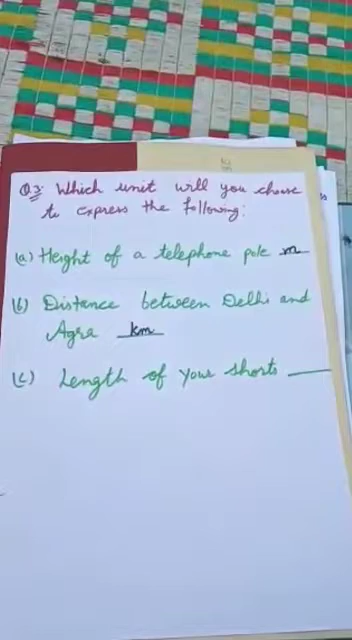 Q3. Which unit will you choose
to express the following:
(a) Height of a telephone pole m
(b) Distance between Delhi and
Agra km
(c) Length of your shorts